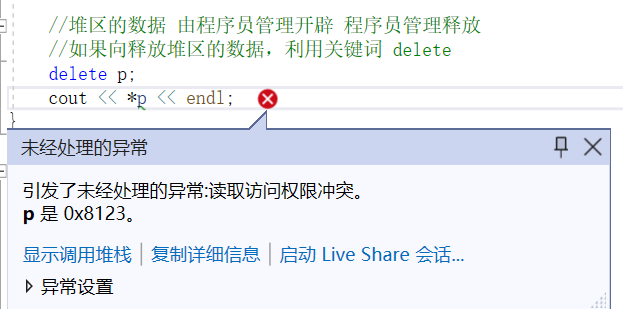 //堆区的数据 由程序员管理开辟 程序员管理释放
//如果向释放堆区的数据，利用关键词 delete
delete p;
cout << *p << endl;
}
未经处理的异常
引发了未经处理的异常:读取访问权限冲突。
p 是 0x8123。
显示调用堆栈 | 复制详细信息 | 启动 Live Share 会话...
异常设置